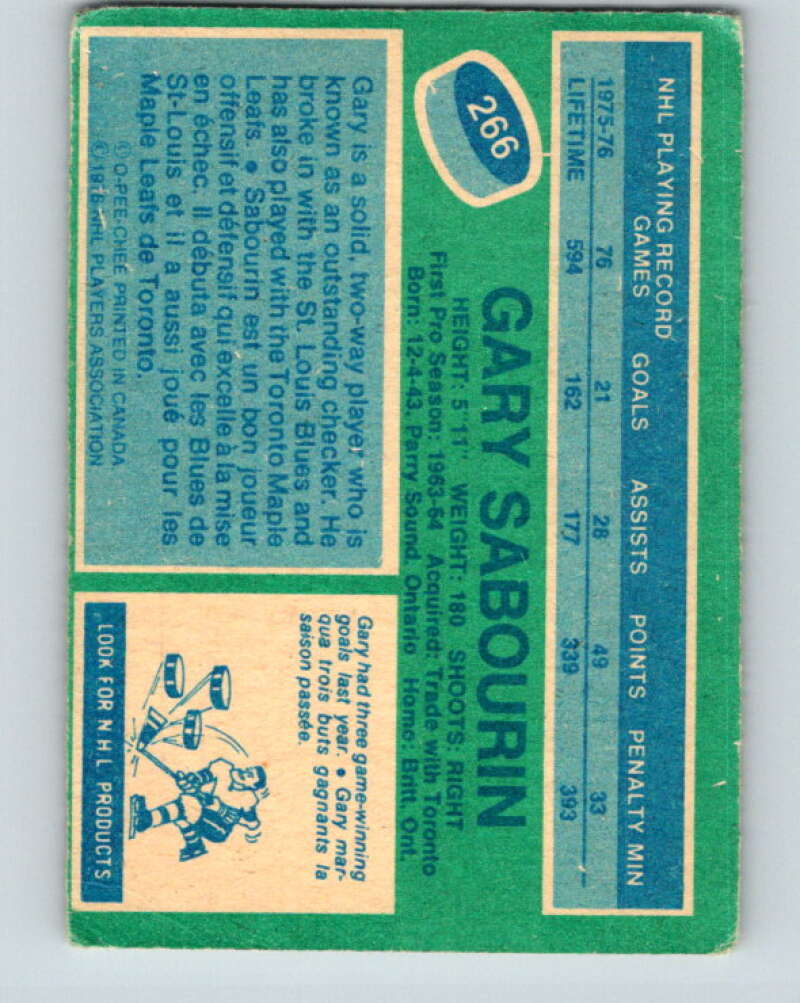 NHL PLAYING RECORD
GAMES GOALS ASSISTS POINTS PENALTY MIN
1975-76 76 21 28 49 33
LIFETIME 594 162 177 339 393
266
GARY SABOURIN
HEIGHT: 5'11" WEIGHT: 180 SHOOTS: RIGHT
First Pro Season: 1963-64 Acquired: Trade with Toronto
Born: 12-4-43, Parry Sound, Ontario Home: Britt, Ont.
Gary is a solid, two-way player who is
known as an outstanding checker. He
broke in with the St. Louis Blues and
has also played with the Toronto Maple
Leafs. • Sabourin est un bon joueur
offensif et défensif qui excelle à la mise
en échec. Il débuta avec les Blues de
St-Louis et il a aussi joué pour les
Maple Leafs de Toronto.
© O-PEE-CHEE PRINTED IN CANADA
© 1976 NHL PLAYERS ASSOCIATION
Gary had three game-winning
goals last year. • Gary mar-
qua trois buts gagnants la
saison passée.
LOOK FOR N.H.L. PRODUCTS